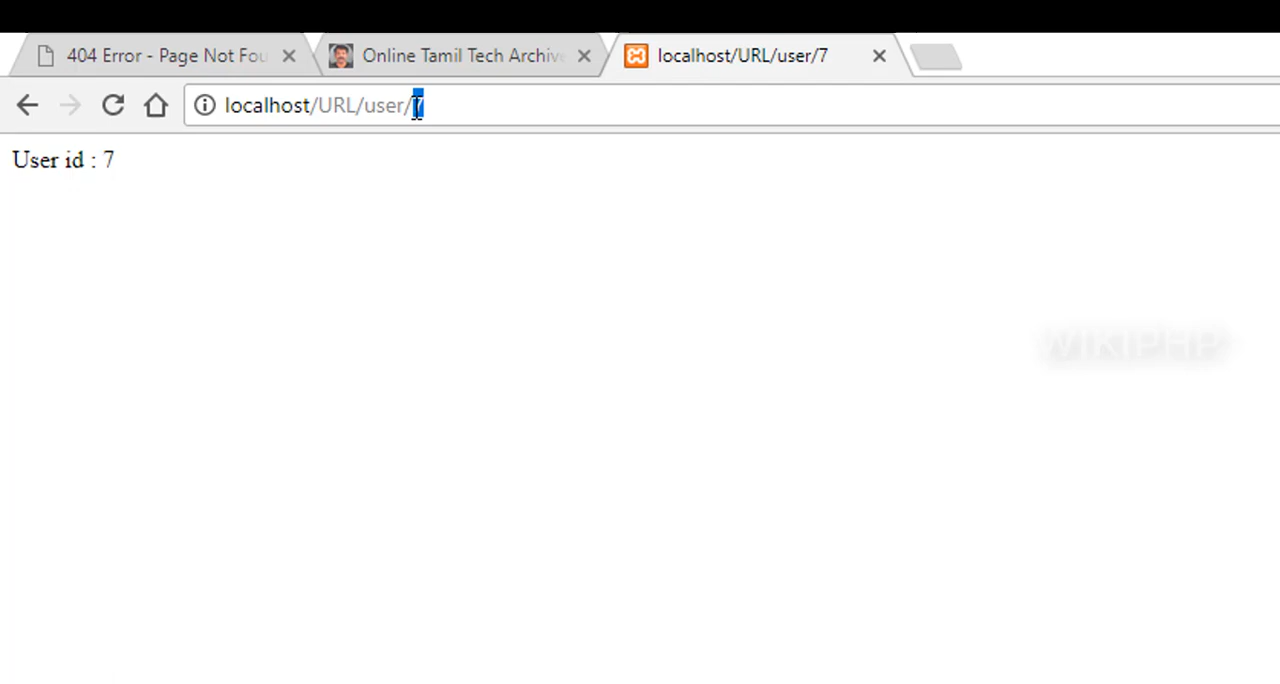 404 Error - Page Not Fou
Online Tamil Tech Archive
localhost/URL/user/7
localhost/URL/user/7
User id : 7
WIKIPHP